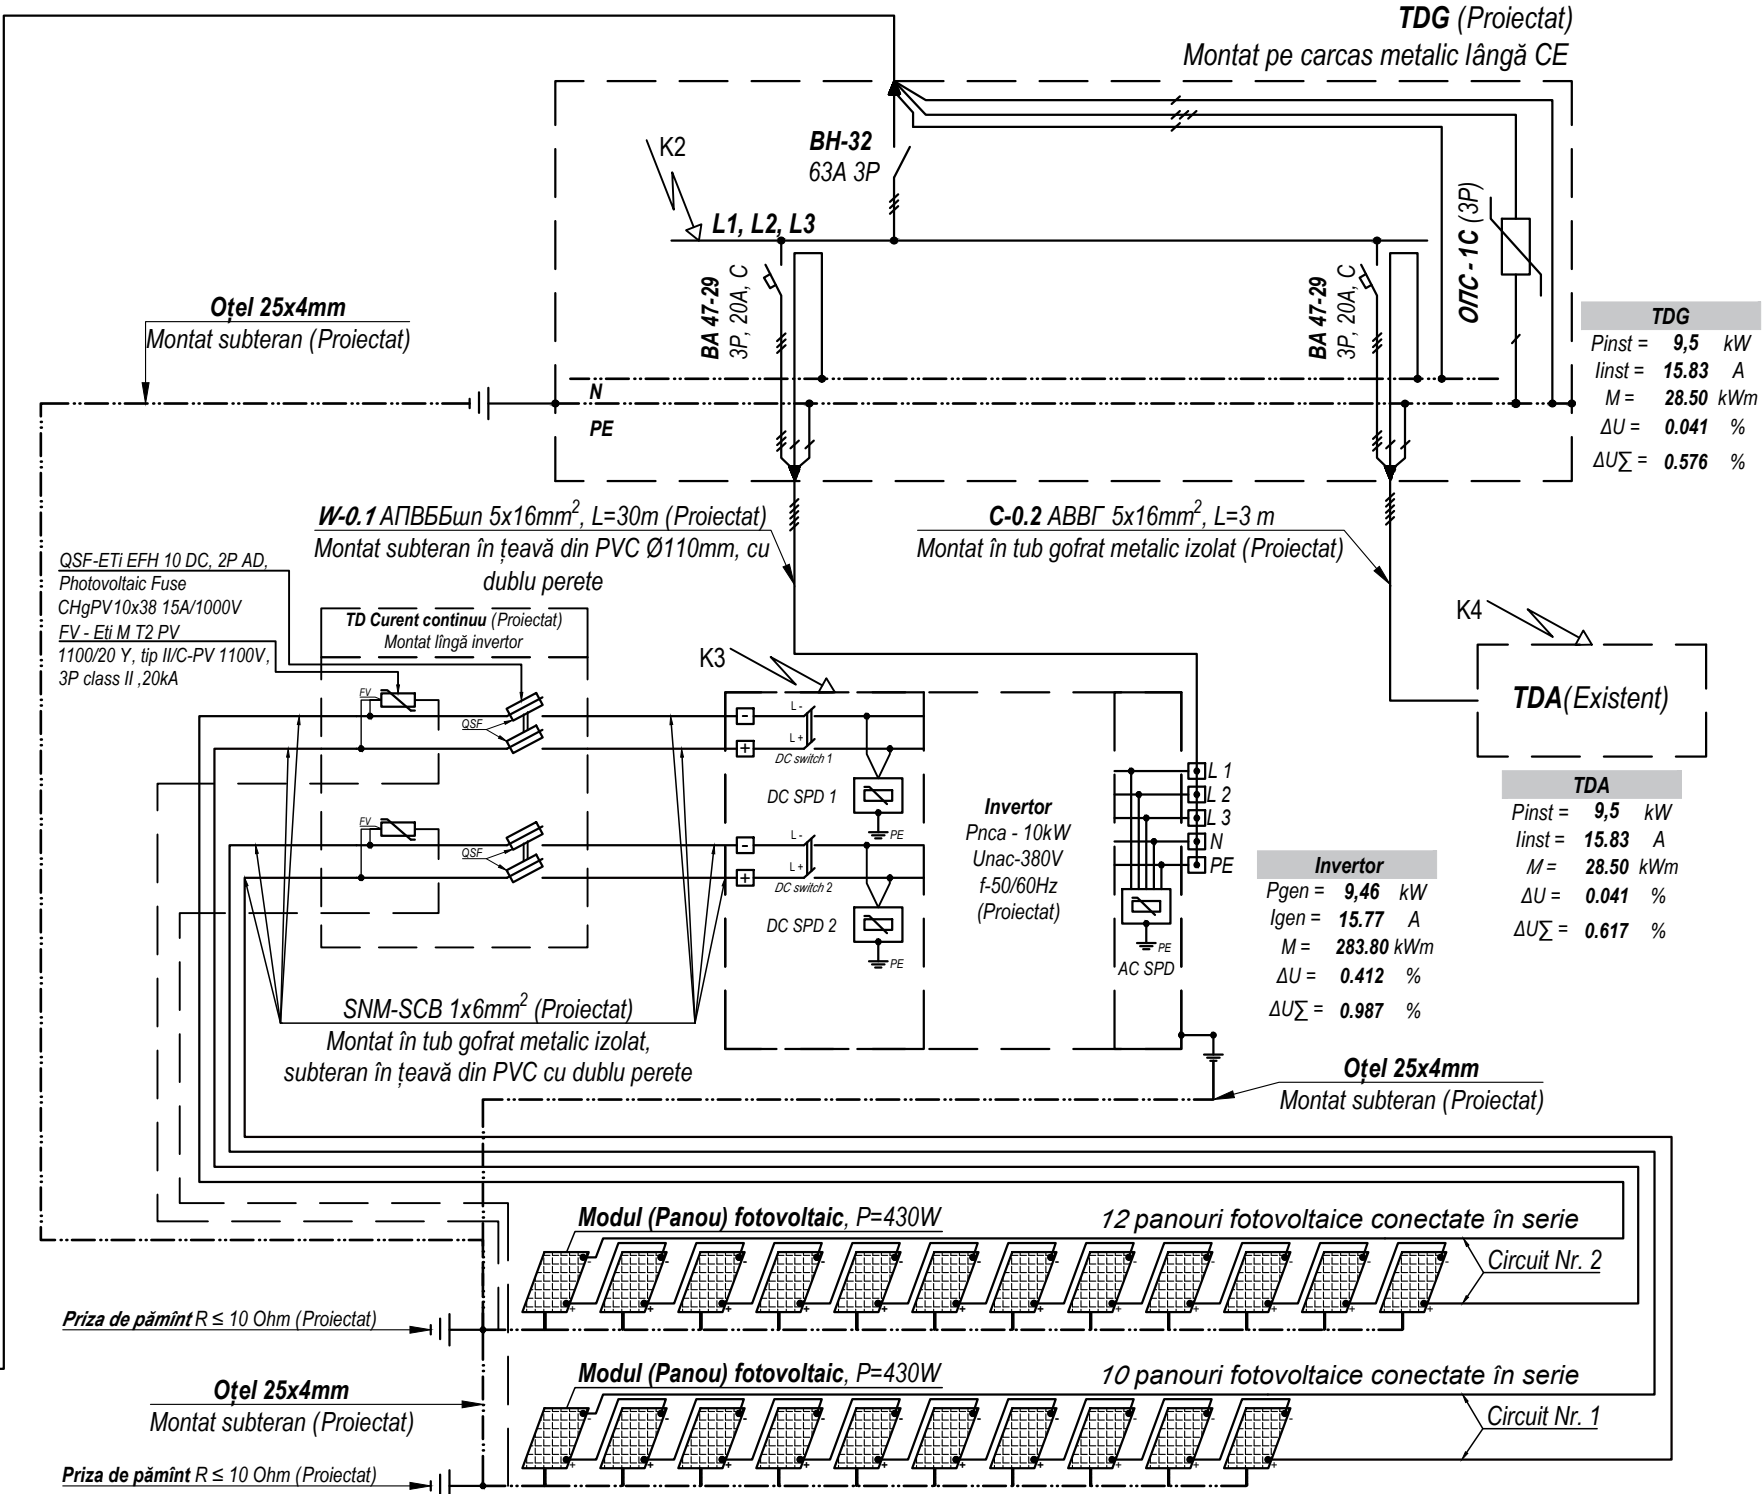 TDG (Proiectat)
Montat pe carcas metalic lângă CE
K2
BH-32
63A 3P
L1, L2, L3
ВА 47-29
3P, 20A, C
ВА 47-29
3P, 20A, C
ОПС - 1С (3P)
N
PE
Oțel 25x4mm
Montat subteran (Proiectat)
TDG
Pinst = 9,5 kW
Iinst = 15.83 A
M = 28.50 kWm
ΔU = 0.041 %
ΔU∑ = 0.576 %
W-0.1 АПВББшп 5x16mm², L=30m (Proiectat)
Montat subteran în țeavă din PVC Ø110mm, cu
dublu perete
C-0.2 АВВГ 5x16mm², L=3 m
Montat în tub gofrat metalic izolat (Proiectat)
QSF-ETi EFH 10 DC, 2P AD,
Photovoltaic Fuse
CHgPV10x38 15A/1000V
FV - Eti M T2 PV
1100/20 Y, tip II/C-PV 1100V,
3P class II ,20kA
TD Curent continuu (Proiectat)
Montat lîngă invertor
FV
QSF
FV
QSF
K3
-
+
L -
L +
DC switch 1
DC SPD 1
PE
-
+
L -
L +
DC switch 2
DC SPD 2
PE
Invertor
Pnca - 10kW
Unac-380V
f-50/60Hz
(Proiectat)
L 1
L 2
L 3
N
PE
PE
AC SPD
K4
TDA(Existent)
TDA
Pinst = 9,5 kW
Iinst = 15.83 A
M = 28.50 kWm
ΔU = 0.041 %
ΔU∑ = 0.617 %
Invertor
Pgen = 9,46 kW
Igen = 15.77 A
M = 283.80 kWm
ΔU = 0.412 %
ΔU∑ = 0.987 %
SNM-SCB 1x6mm² (Proiectat)
Montat în tub gofrat metalic izolat,
subteran în țeavă din PVC cu dublu perete
Oțel 25x4mm
Montat subteran (Proiectat)
Modul (Panou) fotovoltaic, P=430W
12 panouri fotovoltaice conectate în serie
Circuit Nr. 2
Priza de pămînt R ≤ 10 Ohm (Proiectat)
Modul (Panou) fotovoltaic, P=430W
10 panouri fotovoltaice conectate în serie
Circuit Nr. 1
Oțel 25x4mm
Montat subteran (Proiectat)
Priza de pămînt R ≤ 10 Ohm (Proiectat)